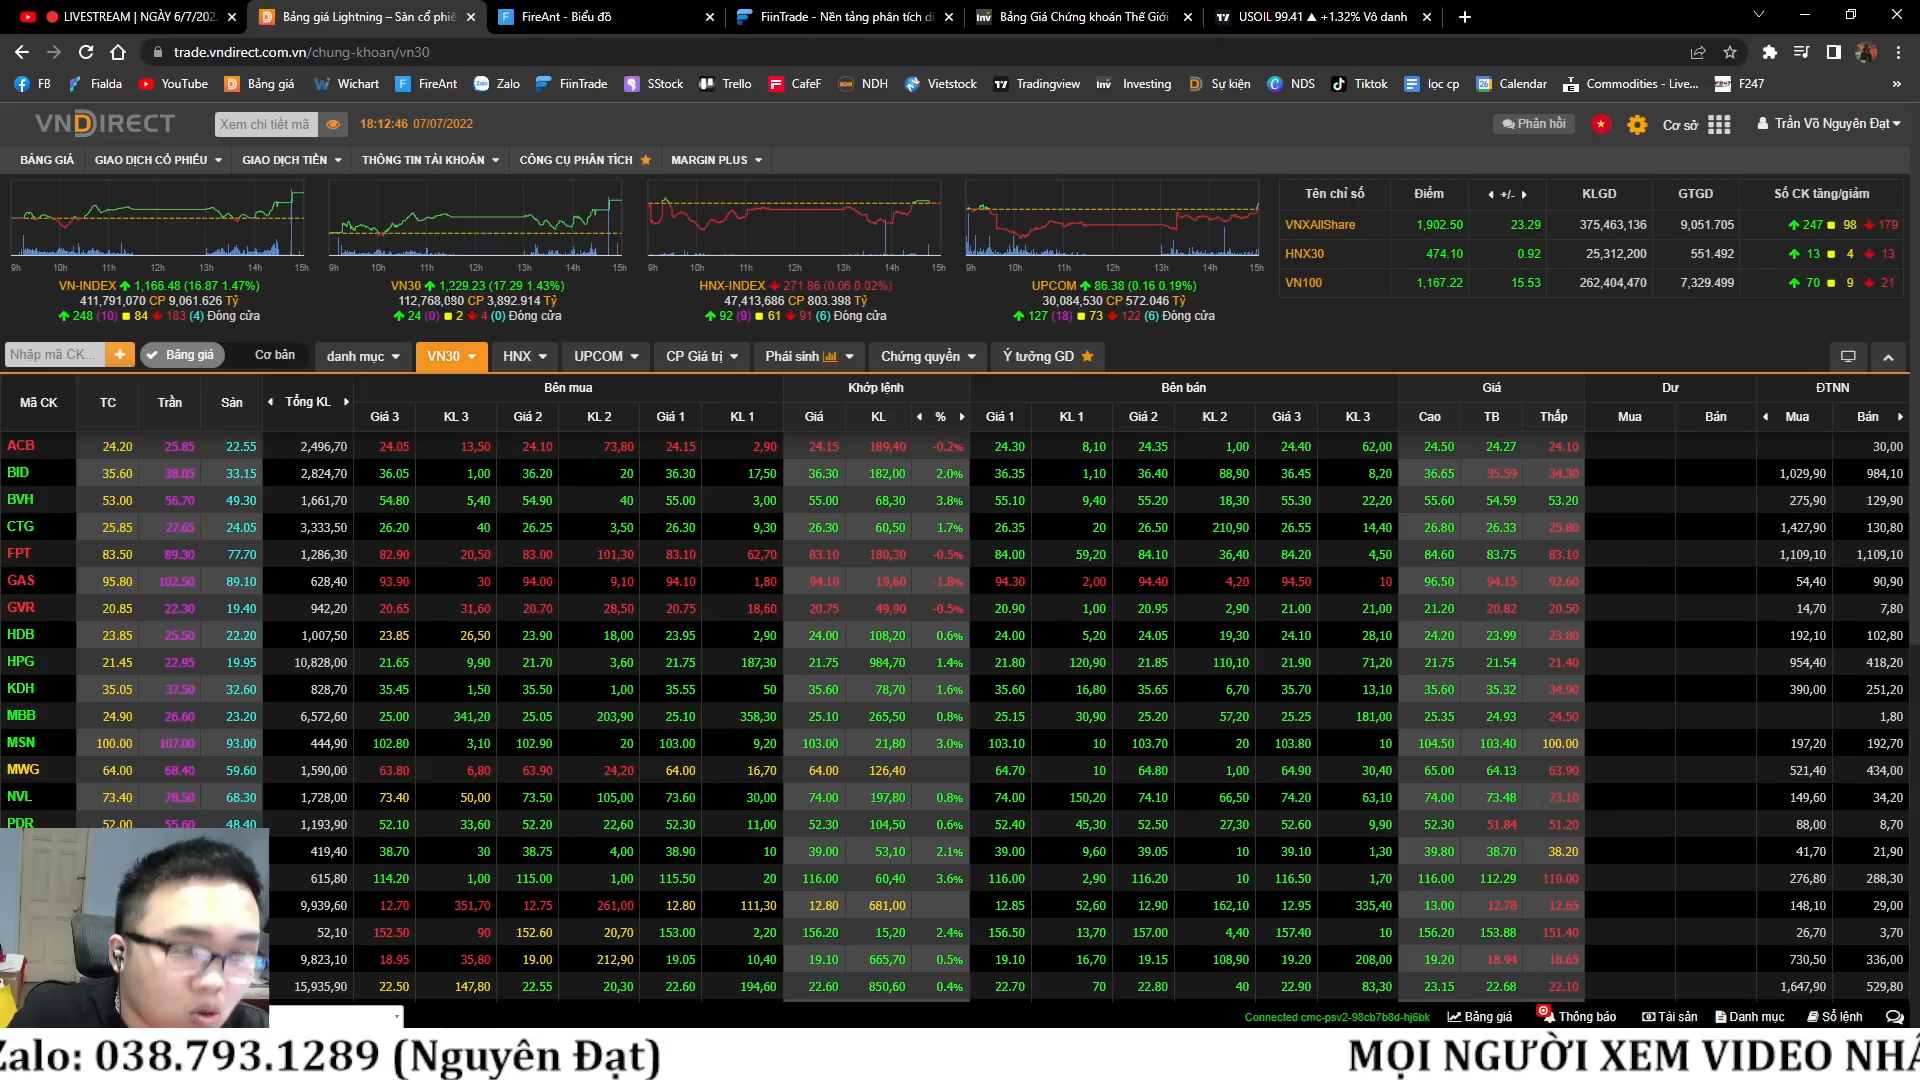 LIVESTREAM | NGÀY 6/7/202
Bảng giá Lightning – Sàn cổ phiế
FireAnt - Biểu đồ
FiinTrade - Nền tảng phân tích d
Bảng Giá Chứng khoán Thế Giới
USOIL 99.41 ▲ +1.32% Vô danh
trade.vndirect.com.vn/chung-khoan/vn30
FB Fialda YouTube Bảng giá Wichart FireAnt Zalo FiinTrade SStock Trello CafeF NDH Vietstock Tradingview Investing Sự kiện NDS Tiktok lọc cp Calendar Commodities - Live... F247
VNDIRECT Xem chi tiết mã 18:12:46 07/07/2022 Phản hồi Cơ sở Trần Võ Nguyên Đạt
BẢNG GIÁ GIAO DỊCH CỔ PHIẾU GIAO DỊCH TIỀN THÔNG TIN TÀI KHOẢN CÔNG CỤ PHÂN TÍCH MARGIN PLUS
Tên chỉ số Điểm +/- KLGD GTGD Số CK tăng/giảm
VNXAllShare 1,902.50 23.29 375,463,136 9,051.705 247 98 179
HNX30 474.10 0.92 25,312,200 551.492 13 4 13
VN100 1,167.22 15.53 262,404,470 7,329.499 70 9 21
9h 10h 11h 12h 13h 14h 15h 9h 10h 11h 12h 13h 14h 15h 9h 10h 11h 12h 13h 14h 15h 9h 10h 11h 12h 13h 14h 15h
VN-INDEX 1,166.48 (16.87 1.47%)
411,791,070 CP 9,061.626 Tỷ
248 (10) 84 183 (4) Đóng cửa
VN30 1,229.23 (17.29 1.43%)
112,768,080 CP 3,892.914 Tỷ
24 (0) 2 4 (0) Đóng cửa
HNX-INDEX 271.86 (0.06 0.02%)
47,413,686 CP 803.398 Tỷ
92 (9) 61 91 (6) Đóng cửa
UPCOM 86.38 (0.16 0.19%)
30,084,530 CP 572.046 Tỷ
127 (18) 73 122 (6) Đóng cửa
Nhập mã CK... + Bảng giá Cơ bản danh mục VN30 HNX UPCOM CP Giá trị Phái sinh Chứng quyền Ý tưởng GD
Mã CK TC Trần Sàn Tổng KL Bên mua Khớp lệnh Bên bán Giá Dư ĐTNN
Giá 3 KL 3 Giá 2 KL 2 Giá 1 KL 1 Giá KL % Giá 1 KL 1 Giá 2 KL 2 Giá 3 KL 3 Cao TB Thấp Mua Bán Mua Bán
ACB 24.20 25.85 22.55 2,496,70 24.05 13,50 24.10 73,80 24.15 2,90 24.15 189,40 -0.2% 24.30 8,10 24.35 1,00 24.40 62,00 24.50 24.27 24.10 30,00
BID 35.60 38.05 33.15 2,824,70 36.05 1,00 36.20 20 36.30 17,50 36.30 182,00 2.0% 36.35 1,10 36.40 88,90 36.45 8,20 36.65 35.59 34.30 1,029,90 984,10
BVH 53.00 56.70 49.30 1,661,70 54.80 5,40 54.90 40 55.00 3,00 55.00 68,30 3.8% 55.10 9,40 55.20 18,30 55.30 22,20 55.60 54.59 53.20 275,90 129,90
CTG 25.85 27.65 24.05 3,333,50 26.20 40 26.25 3,50 26.30 9,30 26.30 60,50 1.7% 26.35 20 26.50 210,90 26.55 14,40 26.80 26.33 25.80 1,427,90 130,80
FPT 83.50 89.30 77.70 1,286,30 82.90 20,50 83.00 101,30 83.10 62,70 83.10 180,30 -0.5% 84.00 59,20 84.10 36,40 84.20 4,50 84.60 83.75 83.10 1,109,10 1,109,10
GAS 95.80 102.50 89.10 628,40 93.90 30 94.00 9,10 94.10 1,80 94.10 19,60 -1.8% 94.30 2,00 94.40 4,20 94.50 10 96.50 94.15 92.60 54,40 90,90
GVR 20.85 22.30 19.40 942,20 20.65 31,60 20.70 28,50 20.75 18,60 20.75 49,90 -0.5% 20.90 1,00 20.95 2,90 21.00 21,00 21.20 20.82 20.50 14,70 7,80
HDB 23.85 25.50 22.20 1,007,50 23.85 26,50 23.90 18,00 23.95 2,90 24.00 108,20 0.6% 24.00 5,20 24.05 19,30 24.10 28,10 24.20 23.99 23.80 192,10 102,80
HPG 21.45 22.95 19.95 10,828,00 21.65 9,90 21.70 3,60 21.75 187,30 21.75 984,70 1.4% 21.80 120,90 21.85 110,10 21.90 71,20 21.75 21.54 21.40 954,40 418,20
KDH 35.05 37.50 32.60 828,70 35.45 1,50 35.50 1,00 35.55 50 35.60 78,70 1.6% 35.60 16,80 35.65 6,70 35.70 13,10 35.60 35.32 34.90 390,00 251,20
MBB 24.90 26.60 23.20 6,572,60 25.00 341,20 25.05 203,90 25.10 358,30 25.10 265,50 0.8% 25.15 30,90 25.20 57,20 25.25 181,00 25.35 24.93 24.50 1,80
MSN 100.00 107.00 93.00 444,90 102.80 3,10 102.90 20 103.00 9,20 103.00 21,80 3.0% 103.10 10 103.70 20 103.80 10 104.50 103.40 100.00 197,20 192,70
MWG 64.00 68.40 59.60 1,590,00 63.80 6,80 63.90 24,20 64.00 16,70 64.00 126,40 64.70 10 64.80 1,00 64.90 30,40 65.00 64.13 63.90 521,40 434,00
NVL 73.40 78.50 68.30 1,728,00 73.40 50,00 73.50 105,00 73.60 30,00 74.00 197,80 0.8% 74.00 150,20 74.10 66,50 74.20 63,10 74.00 73.48 73.10 149,60 34,20
PDR 52.00 55.60 48.40 1,193,90 52.10 33,60 52.20 22,60 52.30 11,00 52.30 104,50 0.6% 52.40 45,30 52.50 27,30 52.60 9,90 52.30 51.84 51.20 88,00 8,70
419,40 38.70 30 38.75 4,00 38.90 10 39.00 53,10 2.1% 39.00 9,60 39.05 10 39.10 1,30 39.80 38.70 38.20 41,70 21,90
615,80 114.20 1,00 115.00 1,00 115.50 20 116.00 60,40 3.6% 116.00 2,90 116.20 10 116.50 1,70 116.00 112.29 110.00 276,80 288,30
9,939,60 12.70 351,70 12.75 261,00 12.80 111,30 12.80 681,00 12.85 52,60 12.90 162,10 12.95 335,40 13.00 12.78 12.65 148,10 29,00
52,10 152.50 90 152.60 20,70 153.00 2,20 156.20 15,20 2.4% 156.50 13,70 157.00 4,40 157.40 10 156.20 153.88 151.40 26,70 3,70
9,823,10 18.95 35,80 19.00 212,90 19.05 10,40 19.10 665,70 0.5% 19.10 16,70 19.15 108,90 19.20 208,00 19.20 18.94 18.65 730,50 336,00
15,935,90 22.50 147,80 22.55 20,30 22.60 194,60 22.60 850,60 0.4% 22.70 70 22.80 40 22.90 83,30 23.15 22.68 22.10 1,647,90 529,80
Connected cmc-psv2-98cb7b8d-hj6bk Bảng giá Thông báo Tài sản Danh mục Sổ lệnh
Zalo: 038.793.1289 (Nguyên Đạt) MỌI NGƯỜI XEM VIDEO NHẤ